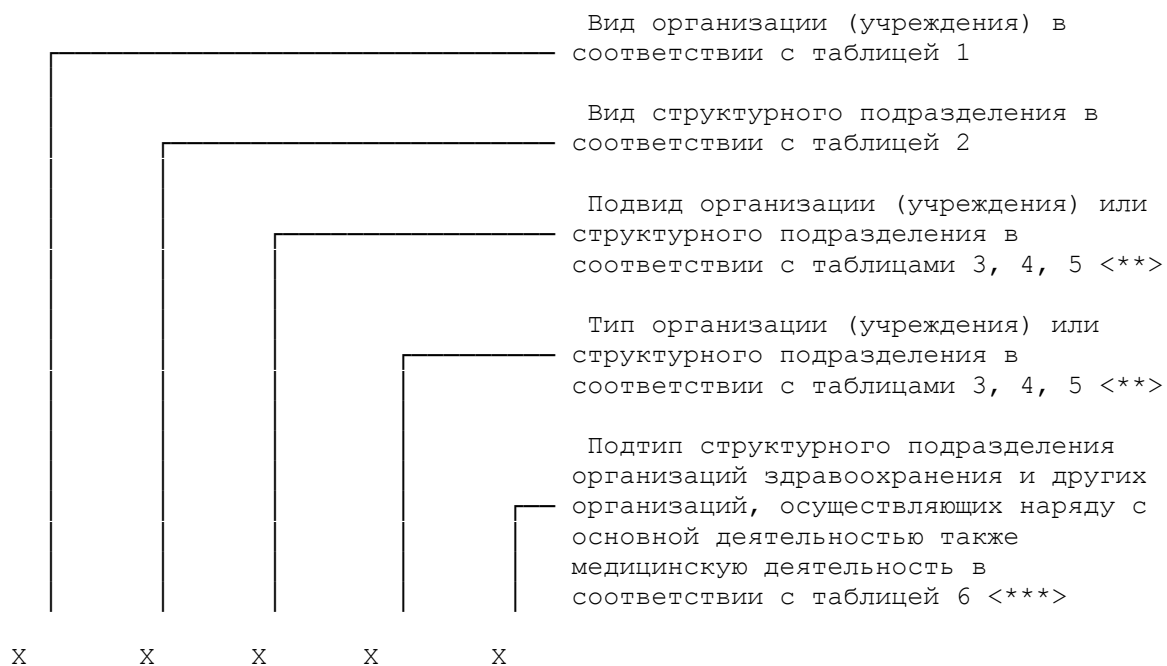 Вид организации (учреждения) в
соответствии с таблицей 1
Вид структурного подразделения в
соответствии с таблицей 2
Подвид организации (учреждения) или
структурного подразделения в
соответствии с таблицами 3, 4, 5 <**>
Тип организации (учреждения) или
структурного подразделения в
соответствии с таблицами 3, 4, 5 <**>
Подтип структурного подразделения
организаций здравоохранения и других
организаций, осуществляющих наряду с
основной деятельностью также
медицинскую деятельность в
соответствии с таблицей 6 <***>
X X X X X